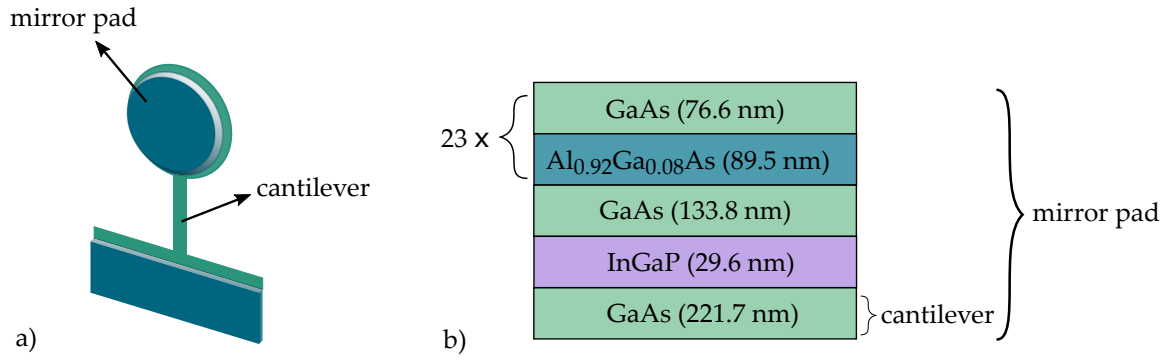 mirror pad
cantilever
a)
23 x
GaAs (76.6 nm)
Al₀.₉₂Ga₀.₀₈As (89.5 nm)
GaAs (133.8 nm)
InGaP (29.6 nm)
GaAs (221.7 nm)
cantilever
mirror pad
b)